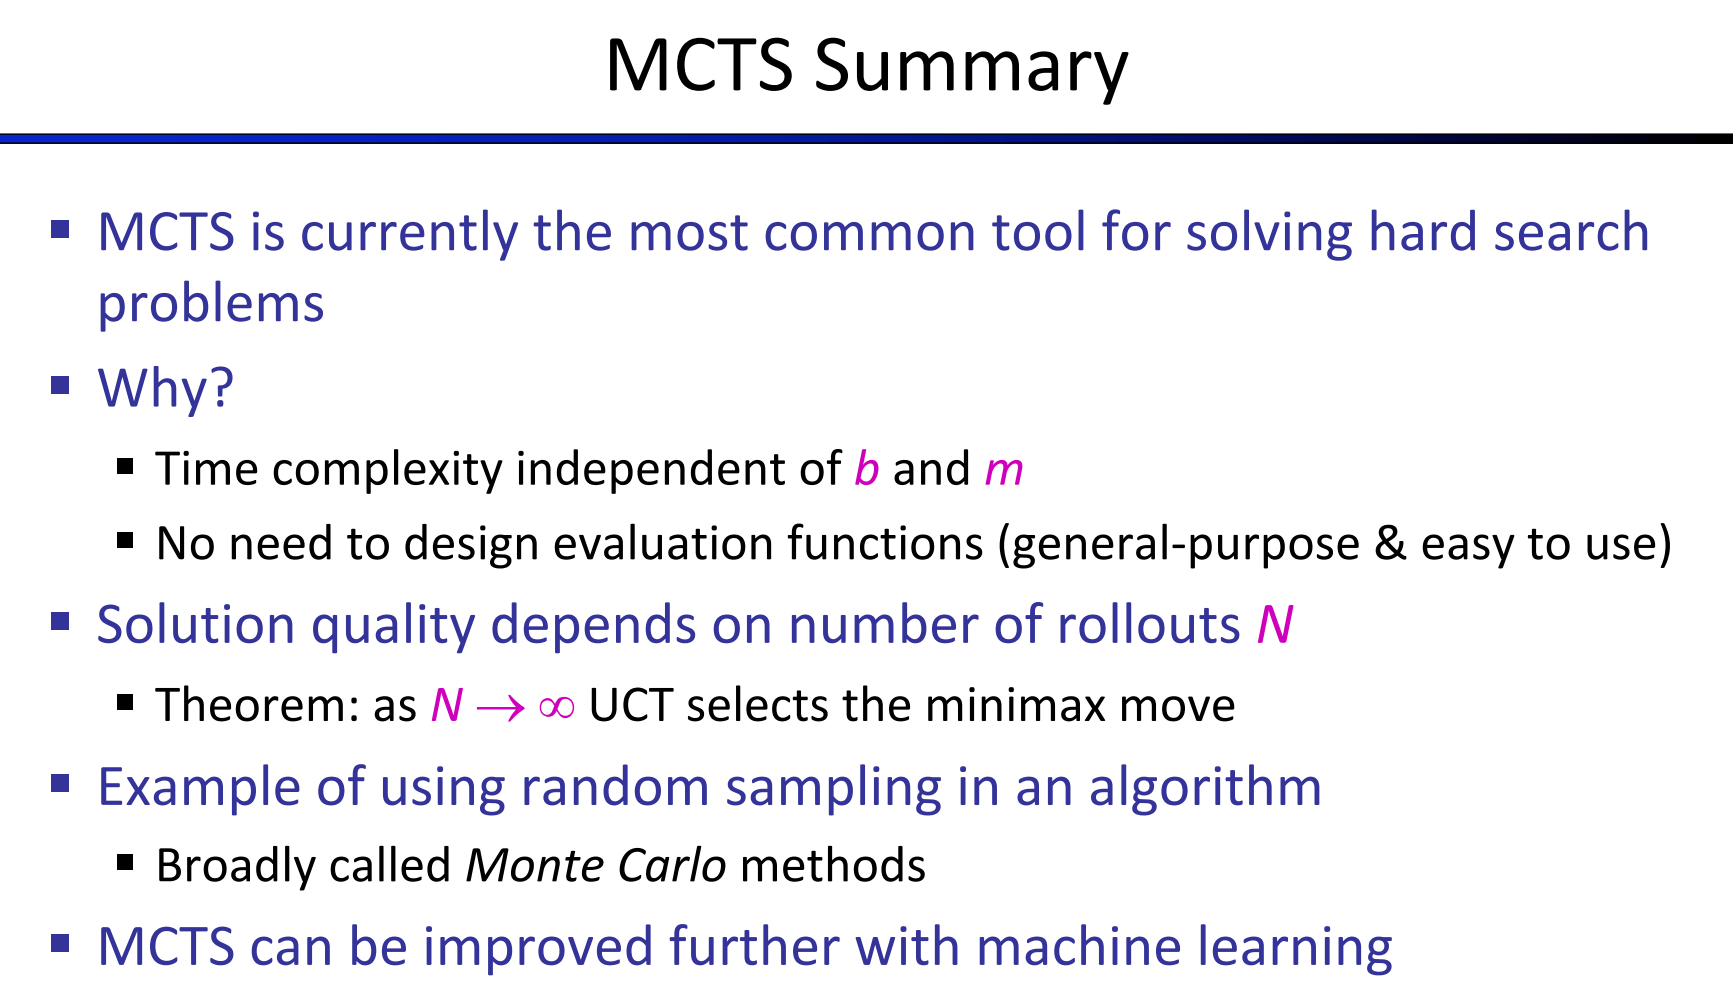 MCTS Summary
MCTS is currently the most common tool for solving hard search
problems
Why?
Time complexity independent of b and m
No need to design evaluation functions (general-purpose & easy to use)
Solution quality depends on number of rollouts N
Theorem: as N → ∞ UCT selects the minimax move
Example of using random sampling in an algorithm
Broadly called Monte Carlo methods
MCTS can be improved further with machine learning